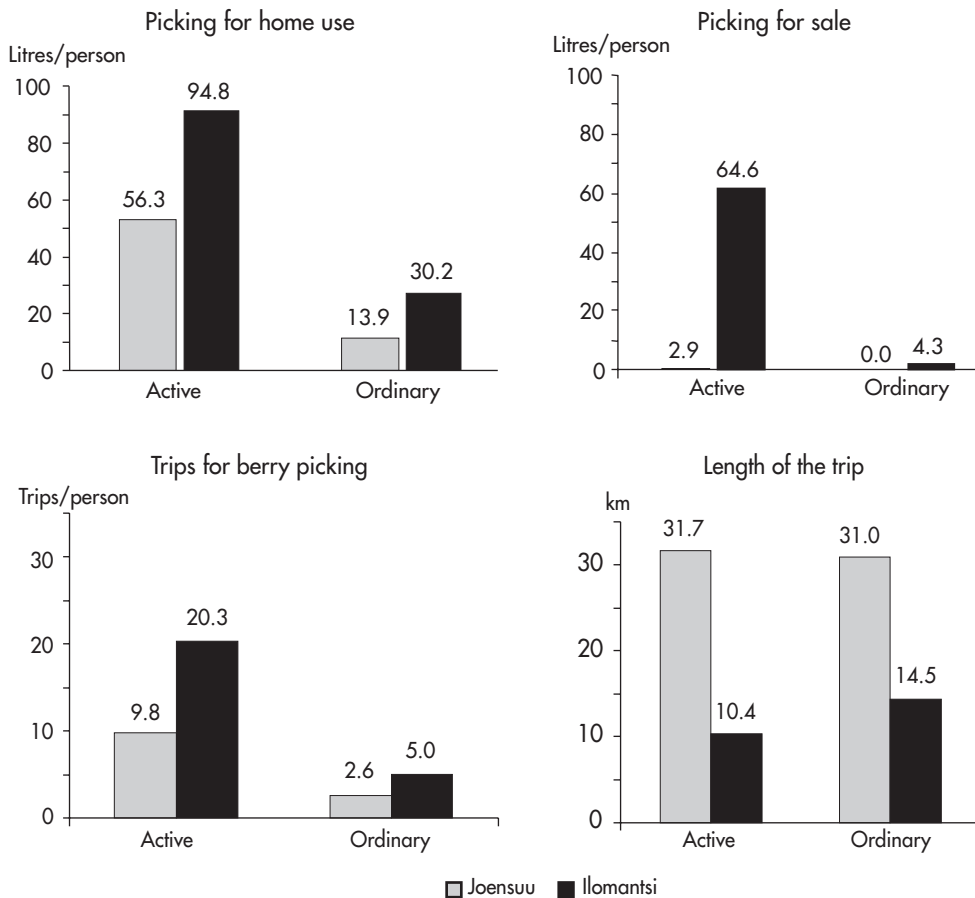 Picking for home use
Litres/person
100
80
60
40
20
0
94.8
56.3
30.2
13.9
Active
Ordinary
Picking for sale
Litres/person
100
80
60
40
20
0
64.6
2.9
0.0
4.3
Active
Ordinary
Trips for berry picking
Trips/person
30
20
10
0
20.3
9.8
2.6
5.0
Active
Ordinary
Length of the trip
km
30
20
10
0
31.7
31.0
10.4
14.5
Active
Ordinary
Joensuu
Ilomantsi